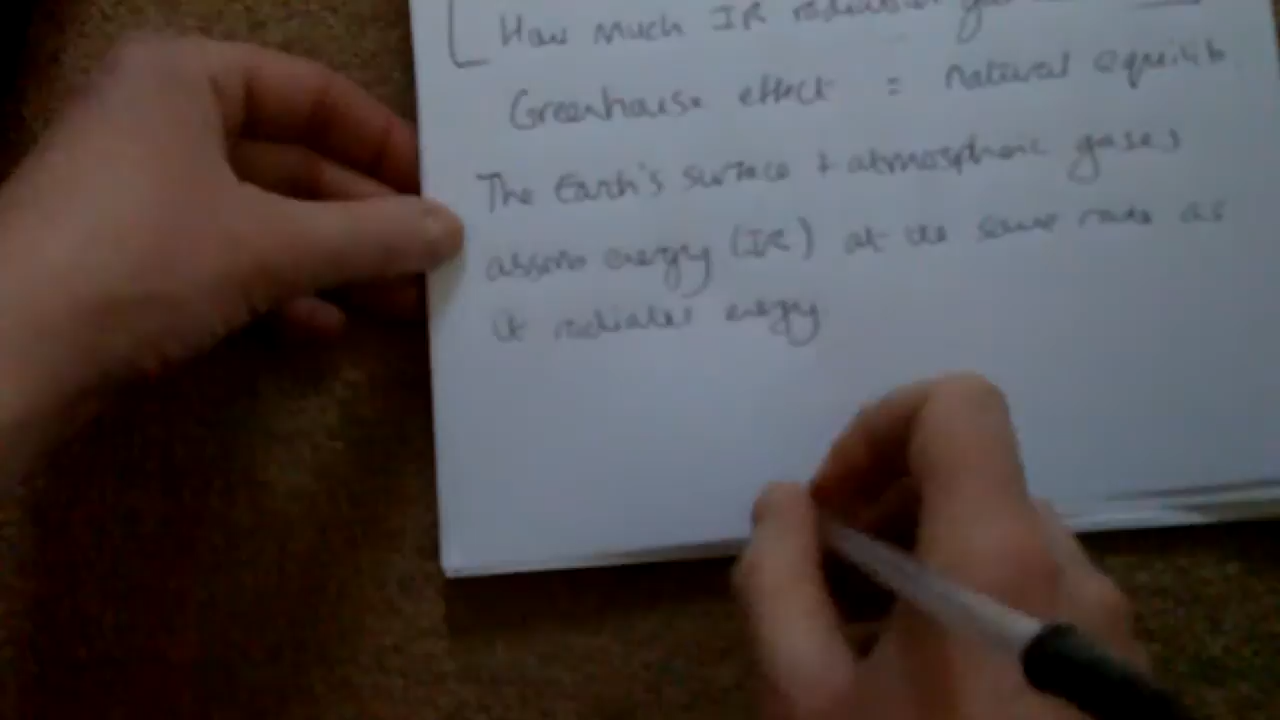 How much IR radiation
Greenhouse effect = natural equilib
The Earth's surface + atmospheric gases
absorb energy (IR) at the same rate as
it radiates energy